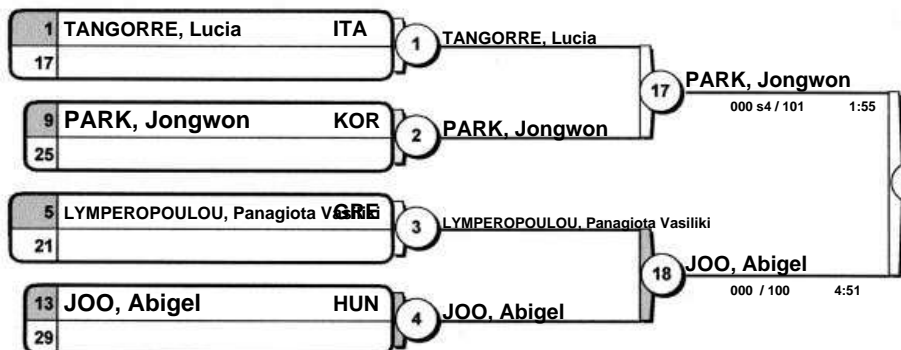 1 TANGORRE, Lucia ITA
17
1
TANGORRE, Lucia
9 PARK, Jongwon KOR
25
2
PARK, Jongwon
17
PARK, Jongwon
000 s4 / 101 1:55
5 LYMPEROPOULOU, Panagiota Vasiliki GRE
21
3
LYMPEROPOULOU, Panagiota Vasiliki
13 JOO, Abigel HUN
29
4
JOO, Abigel
18
JOO, Abigel
000 / 100 4:51